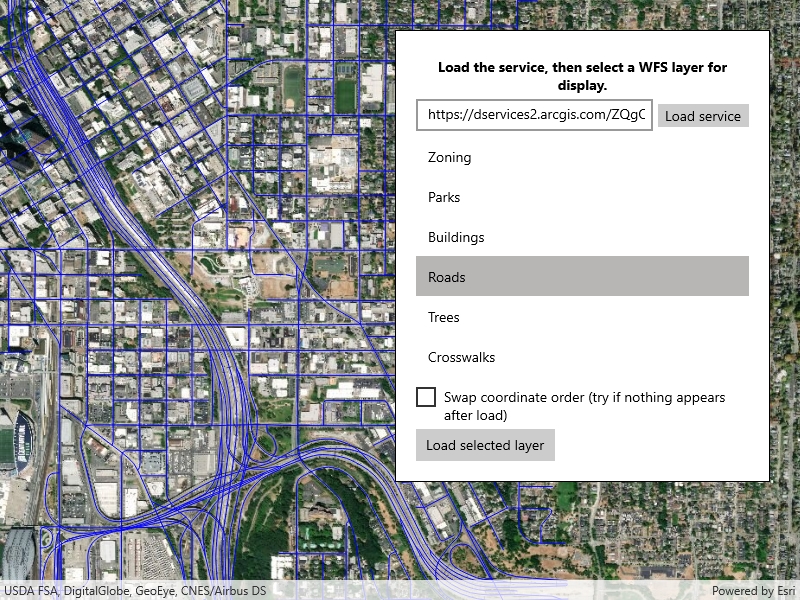 Load the service, then select a WFS layer for
display.
https://dservices2.arcgis.com/ZQgC
Load service
Zoning
Parks
Buildings
Roads
Trees
Crosswalks
Swap coordinate order (try if nothing appears
after load)
Load selected layer
USDA FSA, DigitalGlobe, GeoEye, CNES/Airbus DS
Powered by Esri